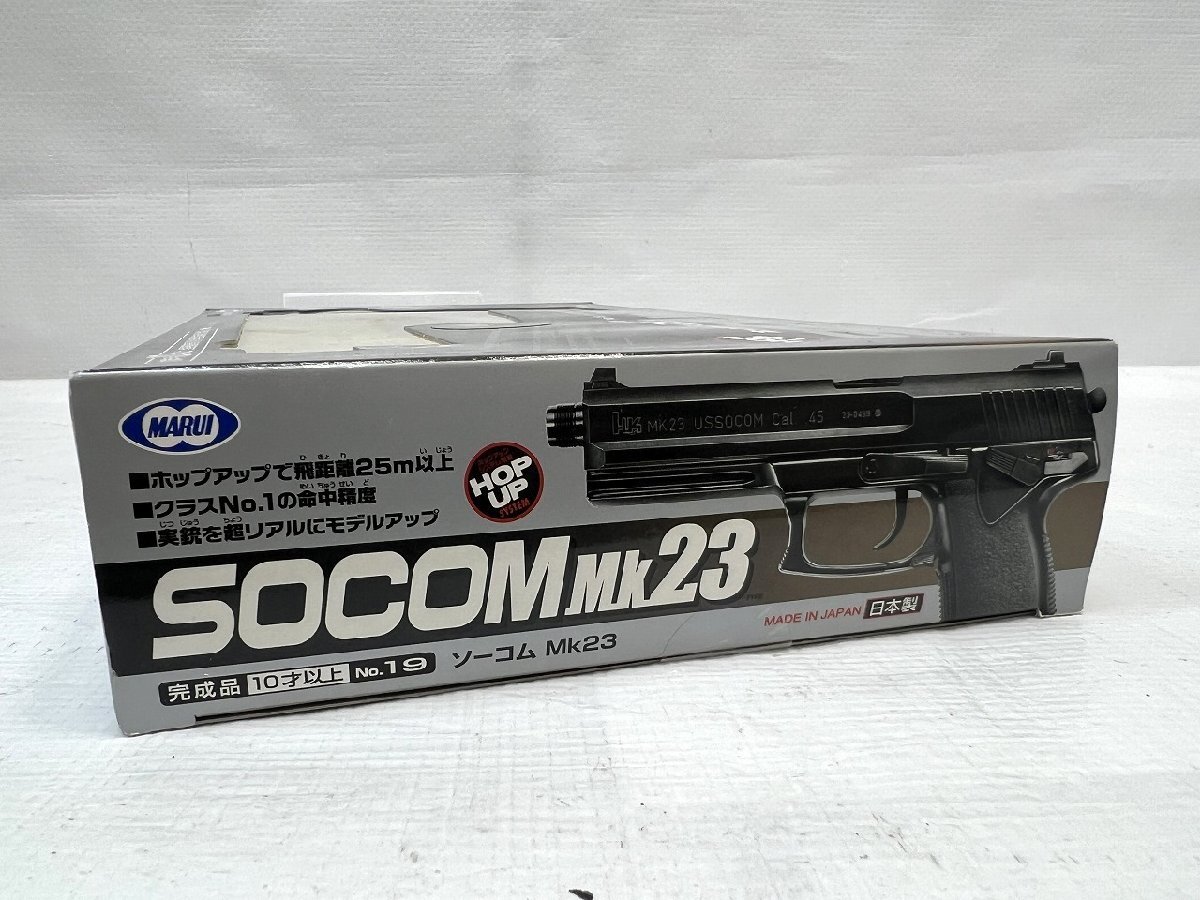 MARUI
■ホップアップで飛距離25m以上
■クラスNo.1の命中精度
■実銃を超リアルにモデルアップ
HOP
UP
SYSTEM
MK23 USSOCOM Cal .45
SOCOM Mk23
MADE IN JAPAN 日本製
完成品 10才以上 No.19 ソーコム Mk23